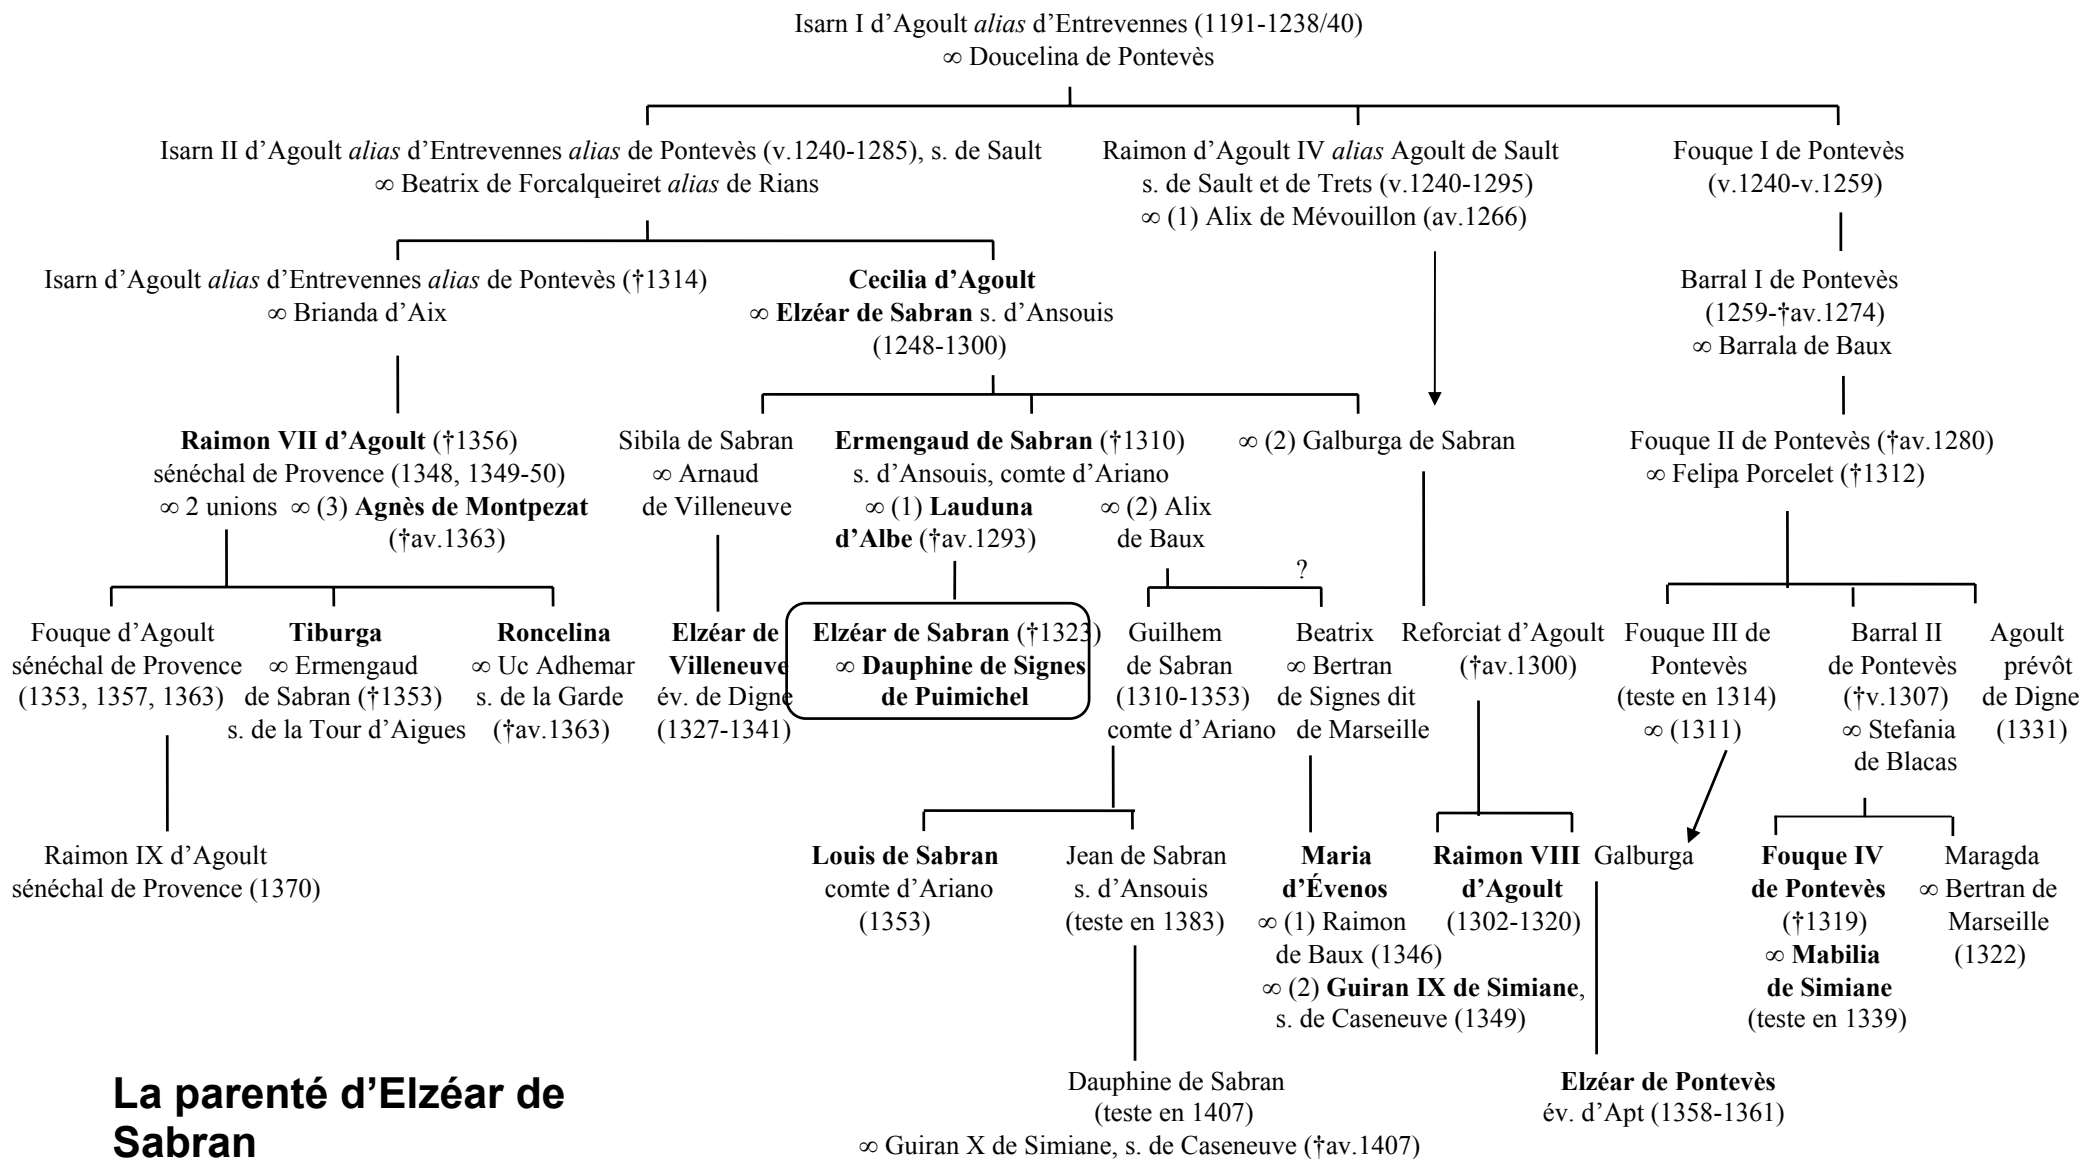 Isarn I d’Agoult alias d’Entrevennes (1191-1238/40)
∞ Doucelina de Pontevès
Isarn II d’Agoult alias d’Entrevennes alias de Pontevès (v.1240-1285), s. de Sault
∞ Beatrix de Forcalqueiret alias de Rians
Raimon d’Agoult IV alias Agoult de Sault
s. de Sault et de Trets (v.1240-1295)
∞ (1) Alix de Mévouillon (av.1266)
Fouque I de Pontevès
(v.1240-v.1259)
Isarn d’Agoult alias d’Entrevennes alias de Pontevès (†1314)
∞ Brianda d’Aix
Cecilia d’Agoult
∞ Elzéar de Sabran s. d’Ansouis
(1248-1300)
Barral I de Pontevès
(1259-†av.1274)
∞ Barrala de Baux
Raimon VII d’Agoult (†1356)
sénéchal de Provence (1348, 1349-50)
∞ 2 unions ∞ (3) Agnès de Montpezat
(†av.1363)
Sibila de Sabran
∞ Arnaud
de Villeneuve
Ermengaud de Sabran (†1310)
s. d’Ansouis, comte d’Ariano
∞ (1) Lauduna
d’Albe (†av.1293)
∞ (2) Alix
de Baux
∞ (2) Galburga de Sabran
Fouque II de Pontevès (†av.1280)
∞ Felipa Porcelet (†1312)
?
Fouque d’Agoult
sénéchal de Provence
(1353, 1357, 1363)
Tiburga
∞ Ermengaud
de Sabran (†1353)
s. de la Tour d’Aigues
Roncelina
∞ Uc Adhemar
s. de la Garde
(†av.1363)
Elzéar de
Villeneuve
év. de Digne
(1327-1341)
Elzéar de Sabran (†1323)
∞ Dauphine de Signes
de Puimichel
Guilhem
de Sabran
(1310-1353)
comte d’Ariano
Beatrix
∞ Bertran
de Signes dit
de Marseille
Reforciat d’Agoult
(†av.1300)
Fouque III de
Pontevès
(teste en 1314)
∞ (1311)
Barral II
de Pontevès
(†v.1307)
∞ Stefania
de Blacas
Agoult
prévôt
de Digne
(1331)
Raimon IX d’Agoult
sénéchal de Provence (1370)
Louis de Sabran
comte d’Ariano
(1353)
Jean de Sabran
s. d’Ansouis
(teste en 1383)
Maria
d’Évenos
∞ (1) Raimon
de Baux (1346)
∞ (2) Guiran IX de Simiane,
s. de Caseneuve (1349)
Raimon VIII
d’Agoult
(1302-1320)
Galburga
Fouque IV
de Pontevès
(†1319)
∞ Mabilia
de Simiane
(teste en 1339)
Maragda
∞ Bertran de
Marseille
(1322)
Dauphine de Sabran
(teste en 1407)
∞ Guiran X de Simiane, s. de Caseneuve (†av.1407)
Elzéar de Pontevès
év. d’Apt (1358-1361)
La parenté d’Elzéar de
Sabran